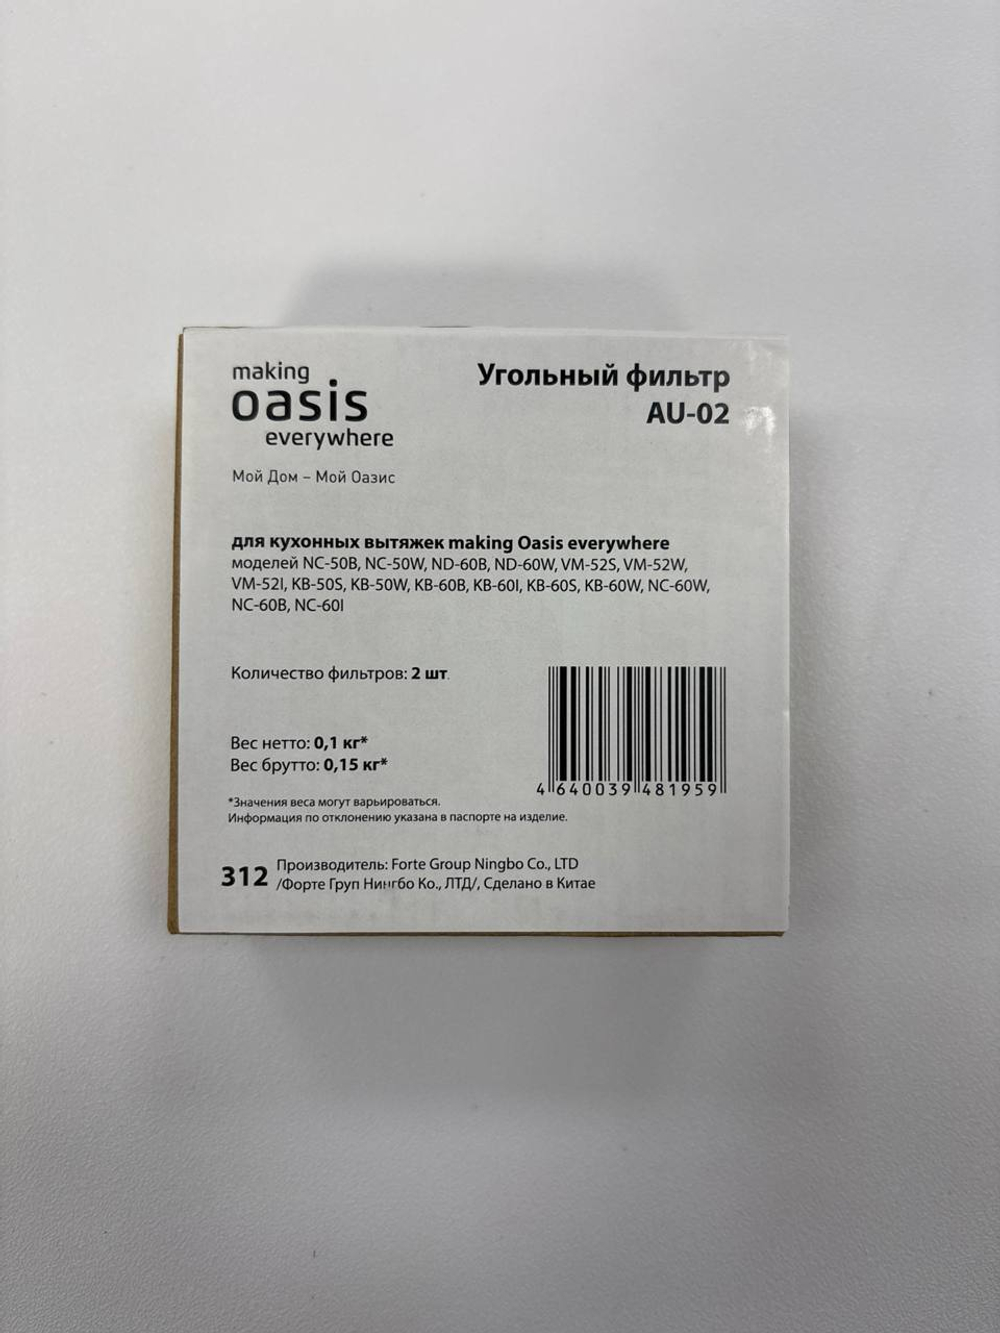 making
oasis
everywhere
Мой Дом – Мой Оазис
Угольный фильтр
AU-02
для кухонных вытяжек making Oasis everywhere
моделей NC-50B, NC-50W, ND-60B, ND-60W, VM-52S, VM-52W,
VM-52I, KB-50S, KB-50W, KB-60B, KB-60I, KB-60S, KB-60W, NC-60W,
NC-60B, NC-60I
Количество фильтров: 2 шт.
Вес нетто: 0,1 кг*
Вес брутто: 0,15 кг*
*Значения веса могут варьироваться.
Информация по отклонению указана в паспорте на изделие.
4 640039 481959
312
Производитель: Forte Group Ningbo Co., LTD
/Форте Груп Нингбо Ко., ЛТД/, Сделано в Китае